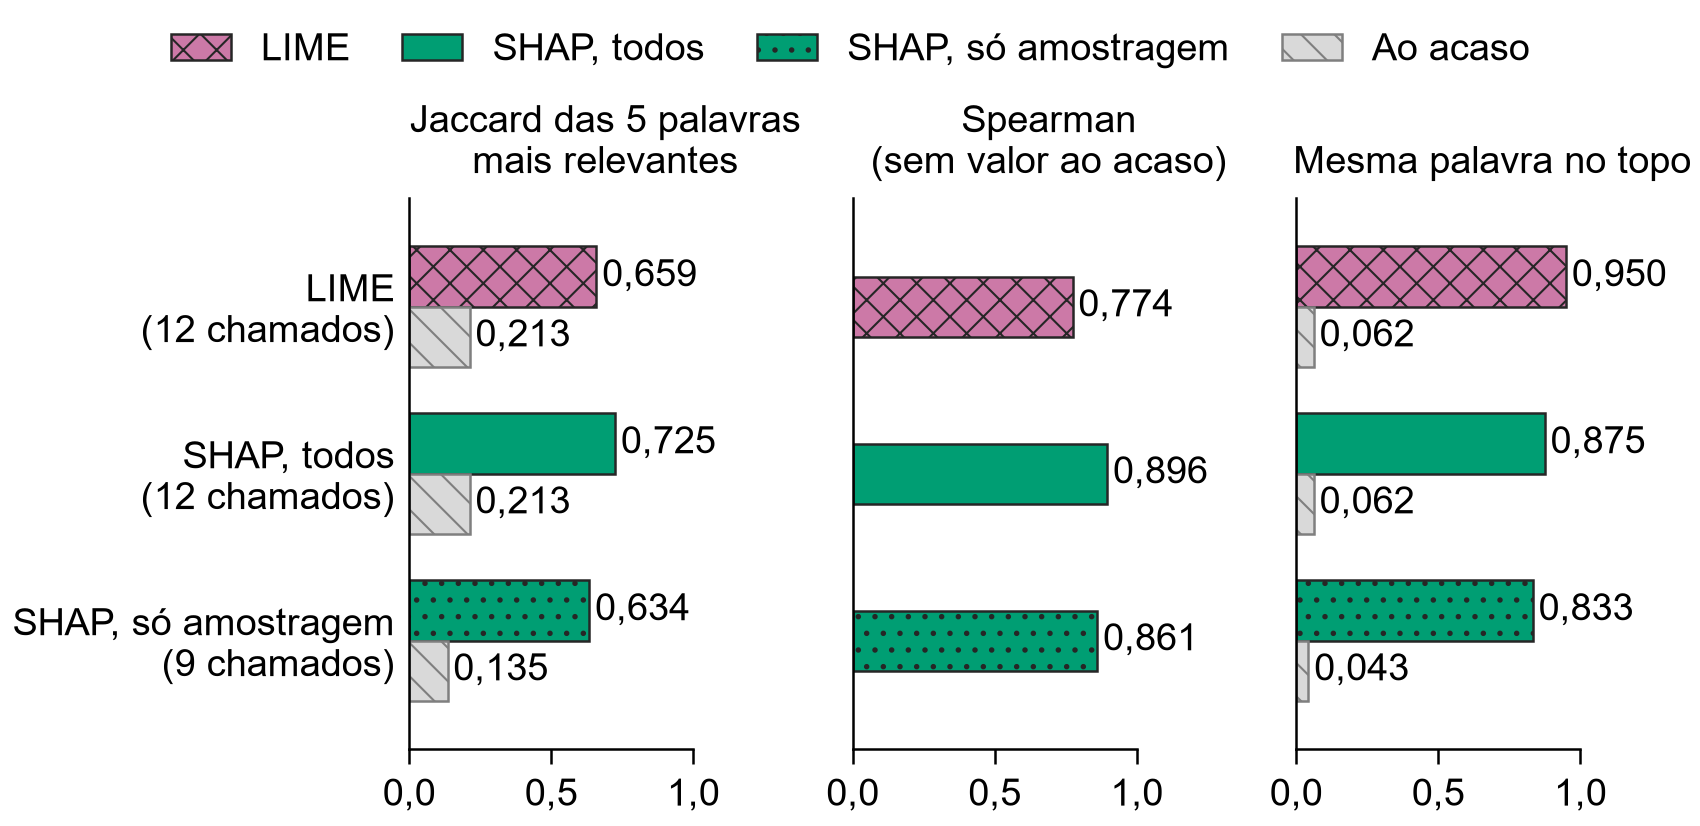 LIME SHAP, todos SHAP, só amostragem Ao acaso
Jaccard das 5 palavras
mais relevantes
Spearman
(sem valor ao acaso)
Mesma palavra no topo
LIME
(12 chamados)
0,659
0,213
0,774
0,950
0,062
SHAP, todos
(12 chamados)
0,725
0,213
0,896
0,875
0,062
SHAP, só amostragem
(9 chamados)
0,634
0,135
0,861
0,833
0,043
0,0 0,5 1,0
0,0 0,5 1,0
0,0 0,5 1,0